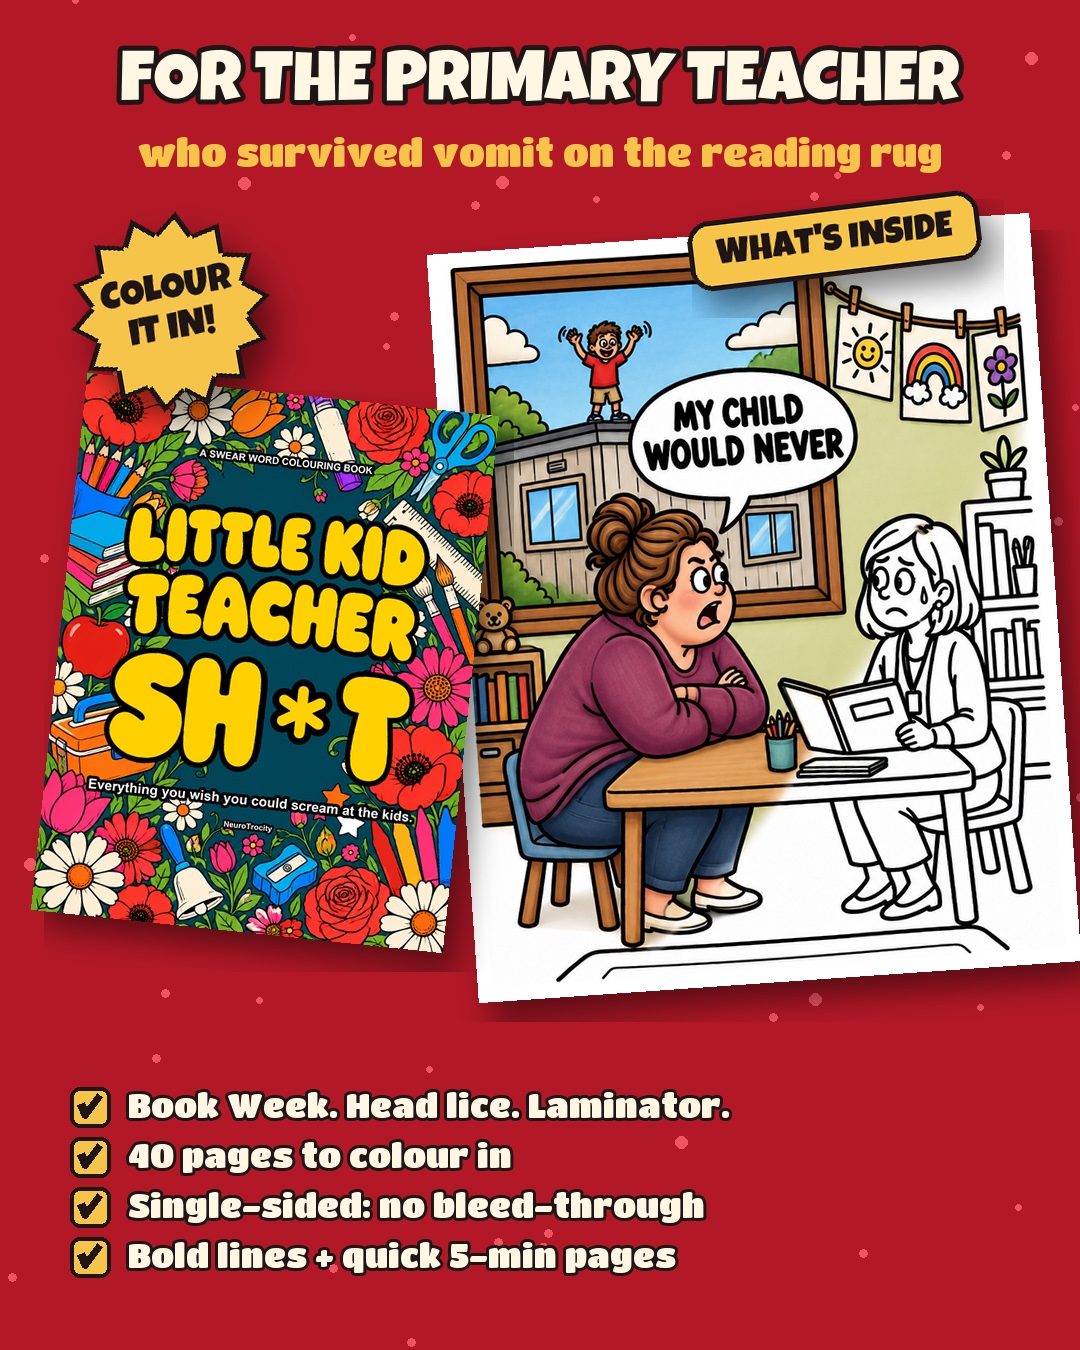 FOR THE PRIMARY TEACHER
who survived vomit on the reading rug
WHAT'S INSIDE
COLOUR
IT IN!
MY CHILD
WOULD NEVER
A SWEAR WORD COLOURING BOOK
LITTLE KID
TEACHER
SH*T
Everything you wish you could scream at the kids.
NeuroTrocity
Book Week. Head lice. Laminator.
40 pages to colour in
Single-sided: no bleed-through
Bold lines + quick 5-min pages